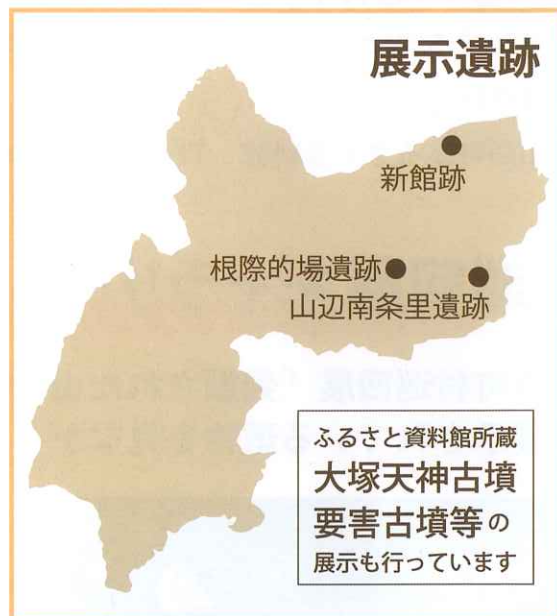 展示遺跡
新館跡
根際的場遺跡
山辺南条里遺跡
ふるさと資料館所蔵
大塚天神古墳
要害古墳等の
展示も行っています